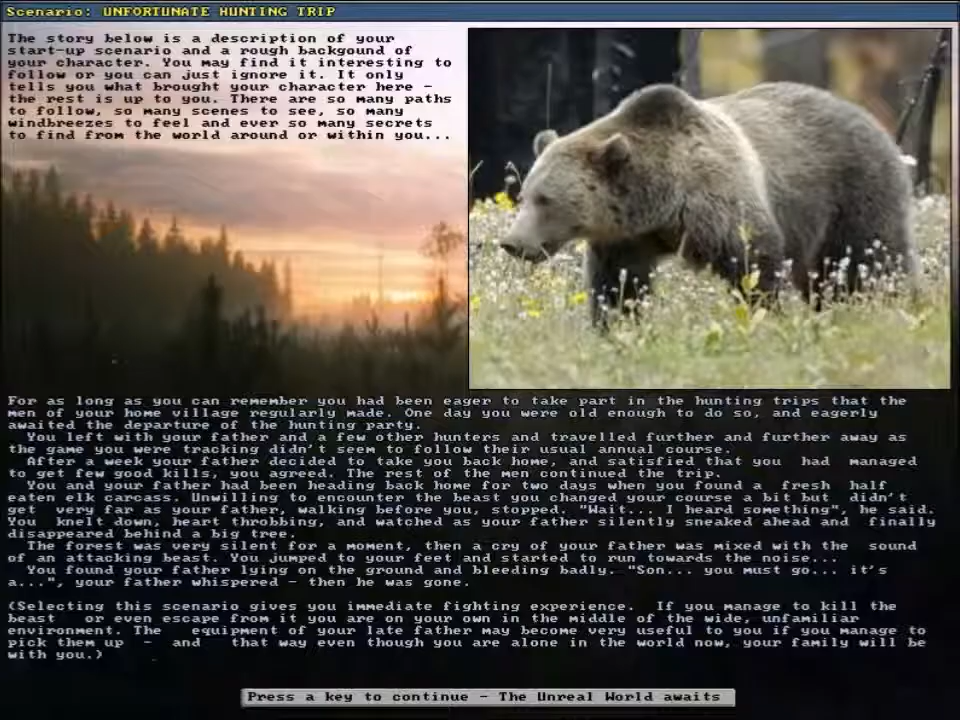 Scenario: UNFORTUNATE HUNTING TRIP
The story below is a description of your
start-up scenario and a rough backgound of
your character. You may find it interesting to
follow or you can just ignore it. It only
tells you what brought your character here -
the rest is up to you. There are so many paths
to follow, so many scenes to see, so many
windbreezes to feel and ever so many secrets
to find from the world around or within you...
For as long as you can remember you had been eager to take part in the hunting trips that the
men of your home village regularly made. One day you were old enough to do so, and eagerly
awaited the departure of the hunting party.
You left with your father and a few other hunters and travelled further and further away as
the game you were tracking didn't seem to follow their usual annual course.
After a week your father decided to take you back home, and satisfied that you had managed
to get few good kills, you agreed. The rest of the men continued the trip.
You and your father had been heading back home for two days when you found a fresh half
eaten elk carcass. Unwilling to encounter the beast you changed your course a bit but didn't
get very far as your father, walking before you, stopped. "Wait... I heard something", he said.
You knelt down, heart throbbing, and watched as your father silently sneaked ahead and finally
disappeared behind a big tree.
The forest was very silent for a moment, then a cry of your father was mixed with the sound
of an attacking beast. You jumped to your feet and started to run towards the noise...
You found your father lying on the ground and bleeding badly. "Son... you must go... it's
a...", your father whispered - then he was gone.
(Selecting this scenario gives you immediate fighting experience. If you manage to kill the
beast or even escape from it you are on your own in the middle of the wide, unfamiliar
environment. The equipment of your late father may become very useful to you if you manage to
pick them up - and that way even though you are alone in the world now, your family will be
with you.)
Press a key to continue - The Unreal World awaits